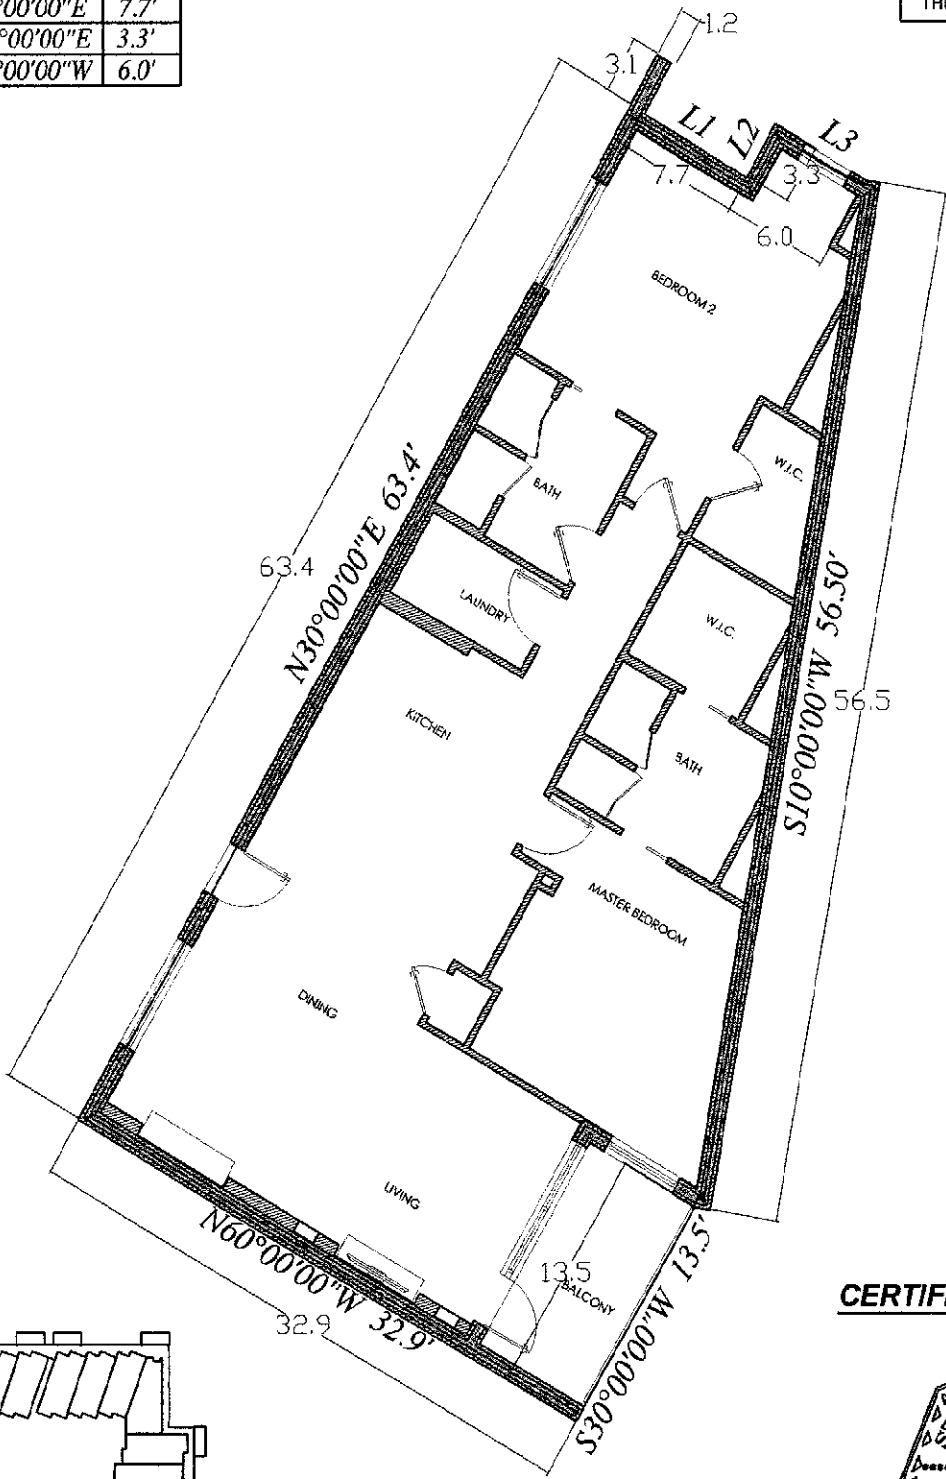 00'00"E 7.7'
°00'00"E 3.3'
°00'00"W 6.0'
TH
1.2
3.1
L1
L2
L3
7.7
3.3
6.0
BEDROOM 2
W.I.C.
BATH
63.4
N30°00'00"E 63.4'
LAUNDRY
W.I.C.
S10°00'00"W 56.50'
56.5
KITCHEN
BATH
MASTER BEDROOM
DINING
LIVING
N60°00'00"W 32.9'
32.9
13.5
BALCONY
S30°00'00"W 13.5'
CERTIFI